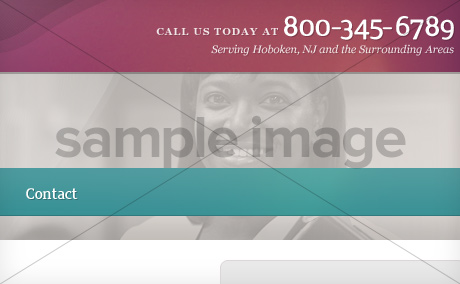 CALL US TODAY AT 800-345-6789
Serving Hoboken, NJ and the Surrounding Areas
sample image
Contact